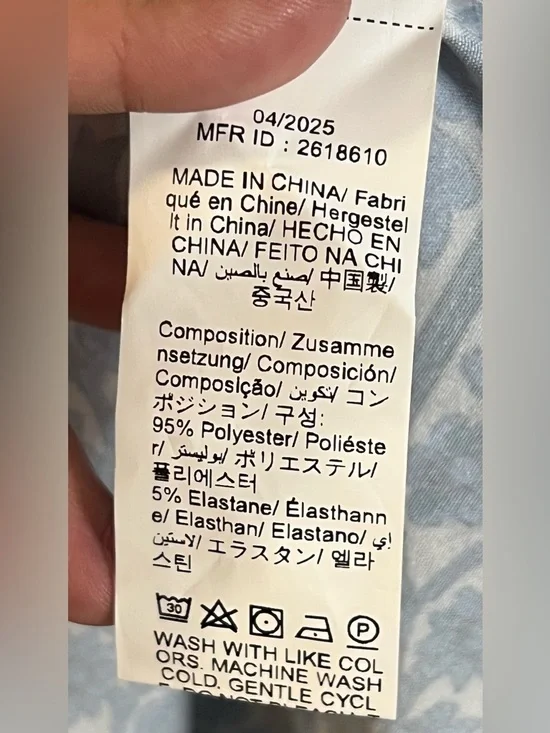 04/2025
MFR ID : 2618610
MADE IN CHINA/ Fabri
qué en Chine/ Hergestel
lt in China/ HECHO EN
CHINA/ FEITO NA CHI
NA/ صنع بالصين/ 中国製/
중국산
Composition/ Zusamme
nsetzung/ Composición/
Composição/ تكوين/ コン
ポジション/ 구성:
95% Polyester/ Poliéste
r/ بوليستر/ ポリエステル/
폴리에스터
5% Elastane/ Élasthann
e/ Elasthan/ Elastano/ إي
لاستين/ エラスタン/ 엘라
스틴
30
P
WASH WITH LIKE COL
ORS. MACHINE WASH
COLD. GENTLE CYCL